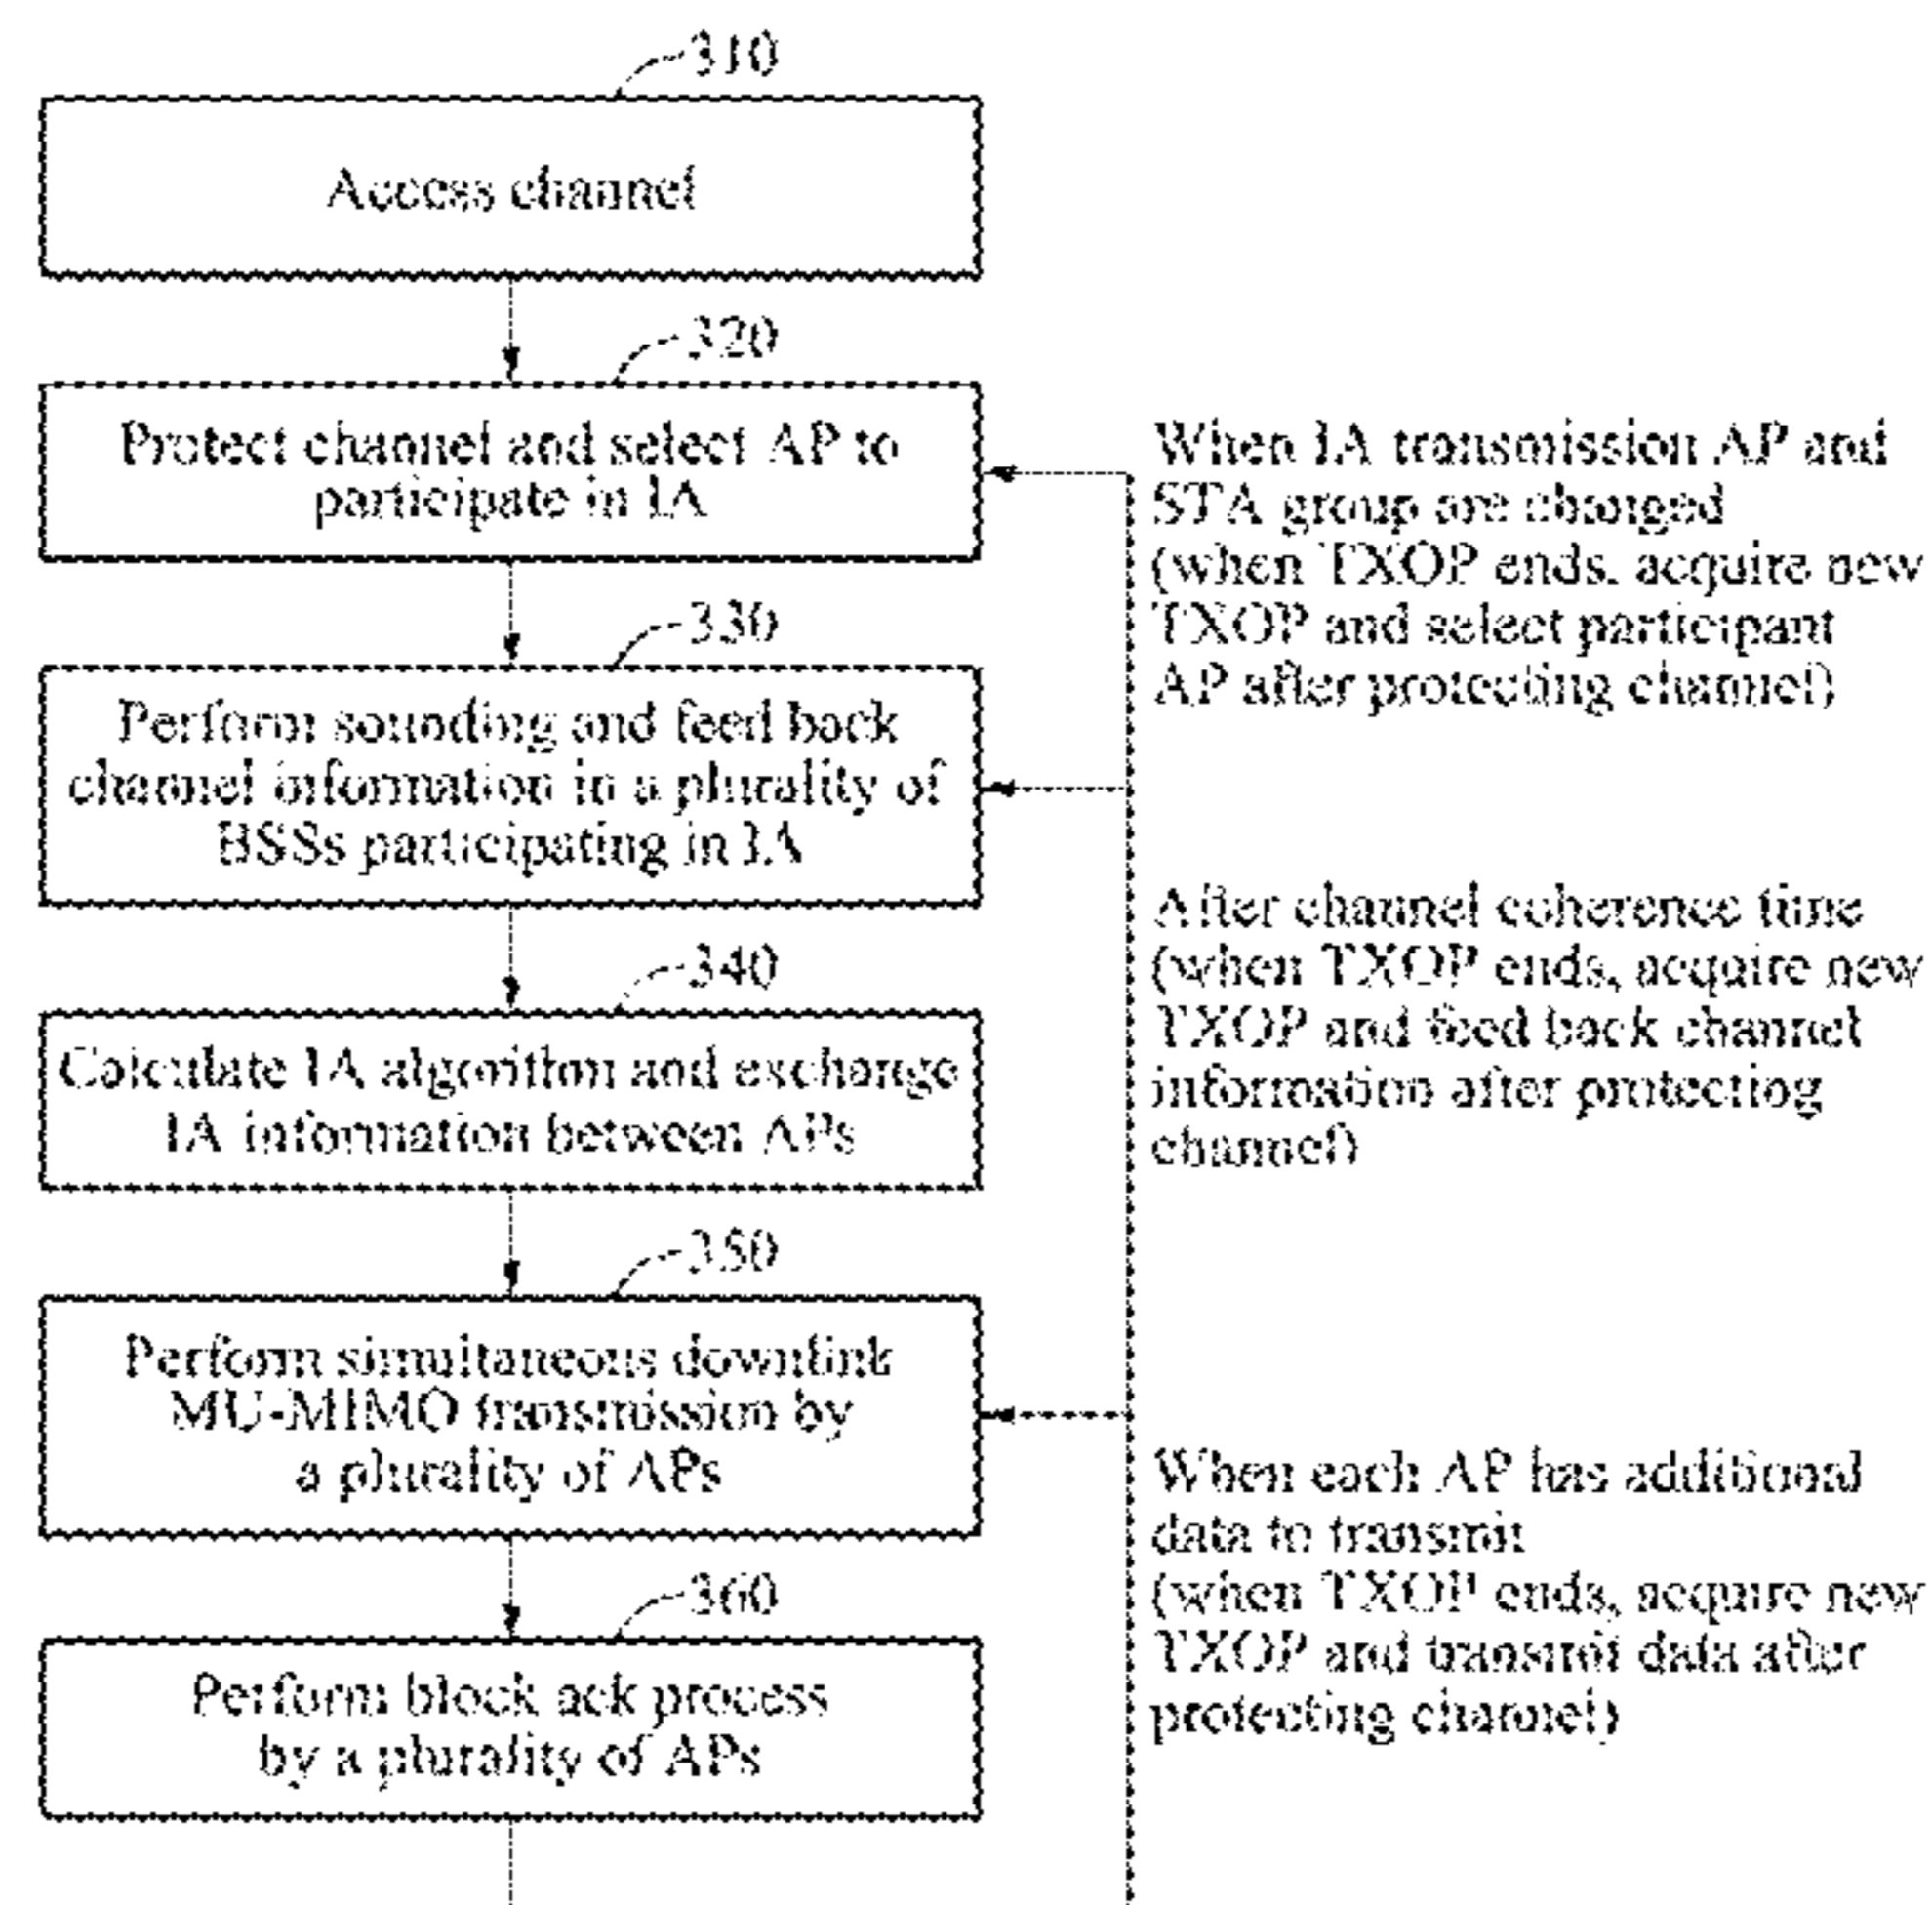 310
Access channel
320
Protect channel and select AP to
participate in IA
When IA transmission AP and
STA group are changed
(when TXOP ends, acquire new
TXOP and select participant
AP after protecting channel)
330
Perform sounding and feed back
channel information in a plurality of
BSSs participating in IA
After channel coherence time
(when TXOP ends, acquire new
TXOP and feed back channel
information after protecting
channel)
340
Calculate IA algorithm and exchange
IA information between APs
350
Perform simultaneous downlink
MU-MIMO transmission by
a plurality of APs
When each AP has additional
data to transmit
(when TXOP ends, acquire new
TXOP and transmit data after
protecting channel)
360
Perform block ack process
by a plurality of APs